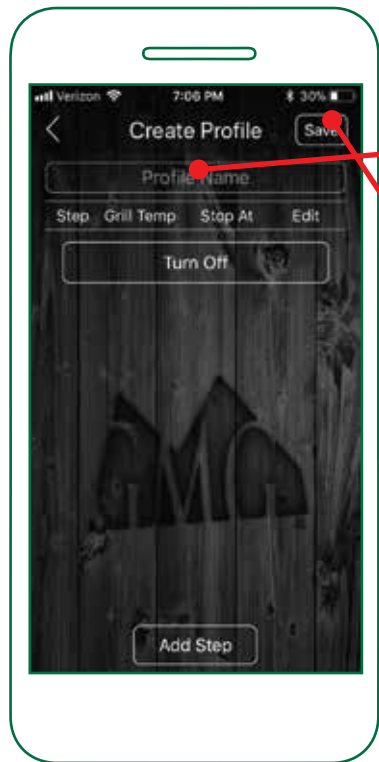 Verizon 7:06 PM 30%
Create Profile Save
Profile Name
Step Grill Temp Stop At Edit
Turn Off
GMG
Add Step